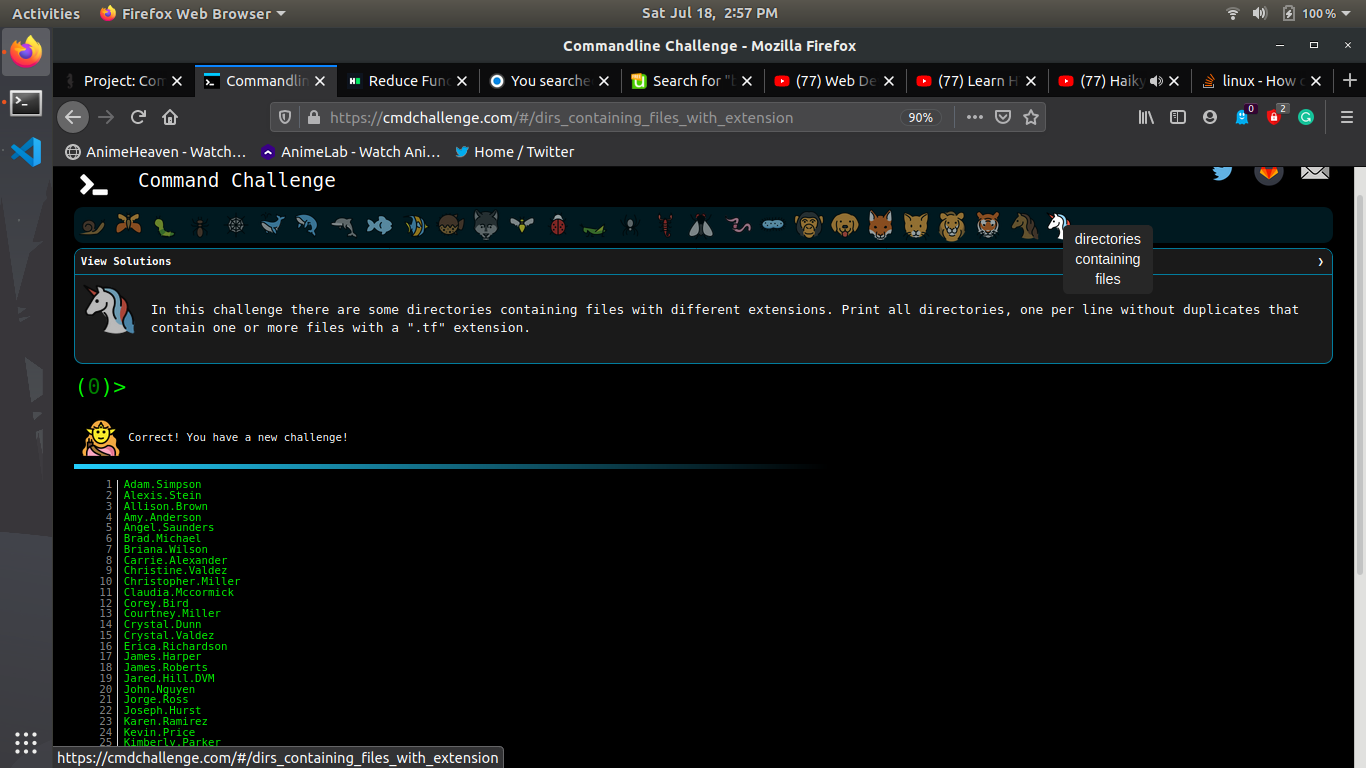 Activities Firefox Web Browser Sat Jul 18, 2:57 PM 100%
Commandline Challenge - Mozilla Firefox
Project: Com Commandlin Reduce Func You searche Search for "b (77) Web De (77) Learn H (77) Haiky linux - How
https://cmdchallenge.com/#/dirs_containing_files_with_extension 90% 0 2
AnimeHeaven - Watch... AnimeLab - Watch Ani... Home / Twitter
Command Challenge
directories
containing
files
View Solutions
In this challenge there are some directories containing files with different extensions. Print all directories, one per line without duplicates that
contain one or more files with a ".tf" extension.
(0)>
Correct! You have a new challenge!
1 Adam.Simpson
2 Alexis.Stein
3 Allison.Brown
4 Amy.Anderson
5 Angel.Saunders
6 Brad.Michael
7 Briana.Wilson
8 Carrie.Alexander
9 Christine.Valdez
10 Christopher.Miller
11 Claudia.Mccormick
12 Corey.Bird
13 Courtney.Miller
14 Crystal.Dunn
15 Crystal.Valdez
16 Erica.Richardson
17 James.Harper
18 James.Roberts
19 Jared.Hill.DVM
20 John.Nguyen
21 Jorge.Ross
22 Joseph.Hurst
23 Karen.Ramirez
24 Kevin.Price
25 Kimberly.Parker
https://cmdchallenge.com/#/dirs_containing_files_with_extension